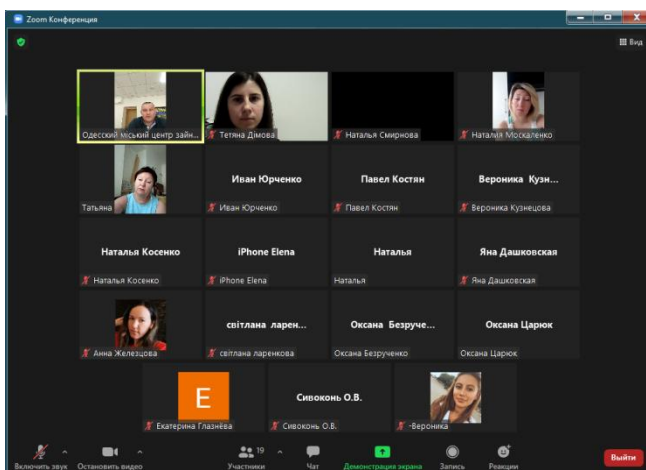 Zoom Конференция
Вид
Одесский міський центр зайн...
Тетяна Дімова
Наталья Смирнова
Наталия Москаленко
Татьяна
Иван Юрченко
Иван Юрченко
Павел Костян
Павел Костян
Вероника Кузн...
Вероника Кузнецова
Наталья Косенко
Наталья Косенко
iPhone Elena
iPhone Elena
Наталья
Наталья
Яна Дашковская
Яна Дашковская
Анна Железцова
світлана ларен...
світлана ларенкова
Оксана Безруче...
Оксана Безрученко
Оксана Царюк
Оксана Царюк
E
Екатерина Глазнёва
Сивоконь О.В.
Сивоконь О.В.
-Вероника
Включить звук
Остановить видео
19
Участники
Чат
Демонстрация экрана
Запись
Реакции
Выйти